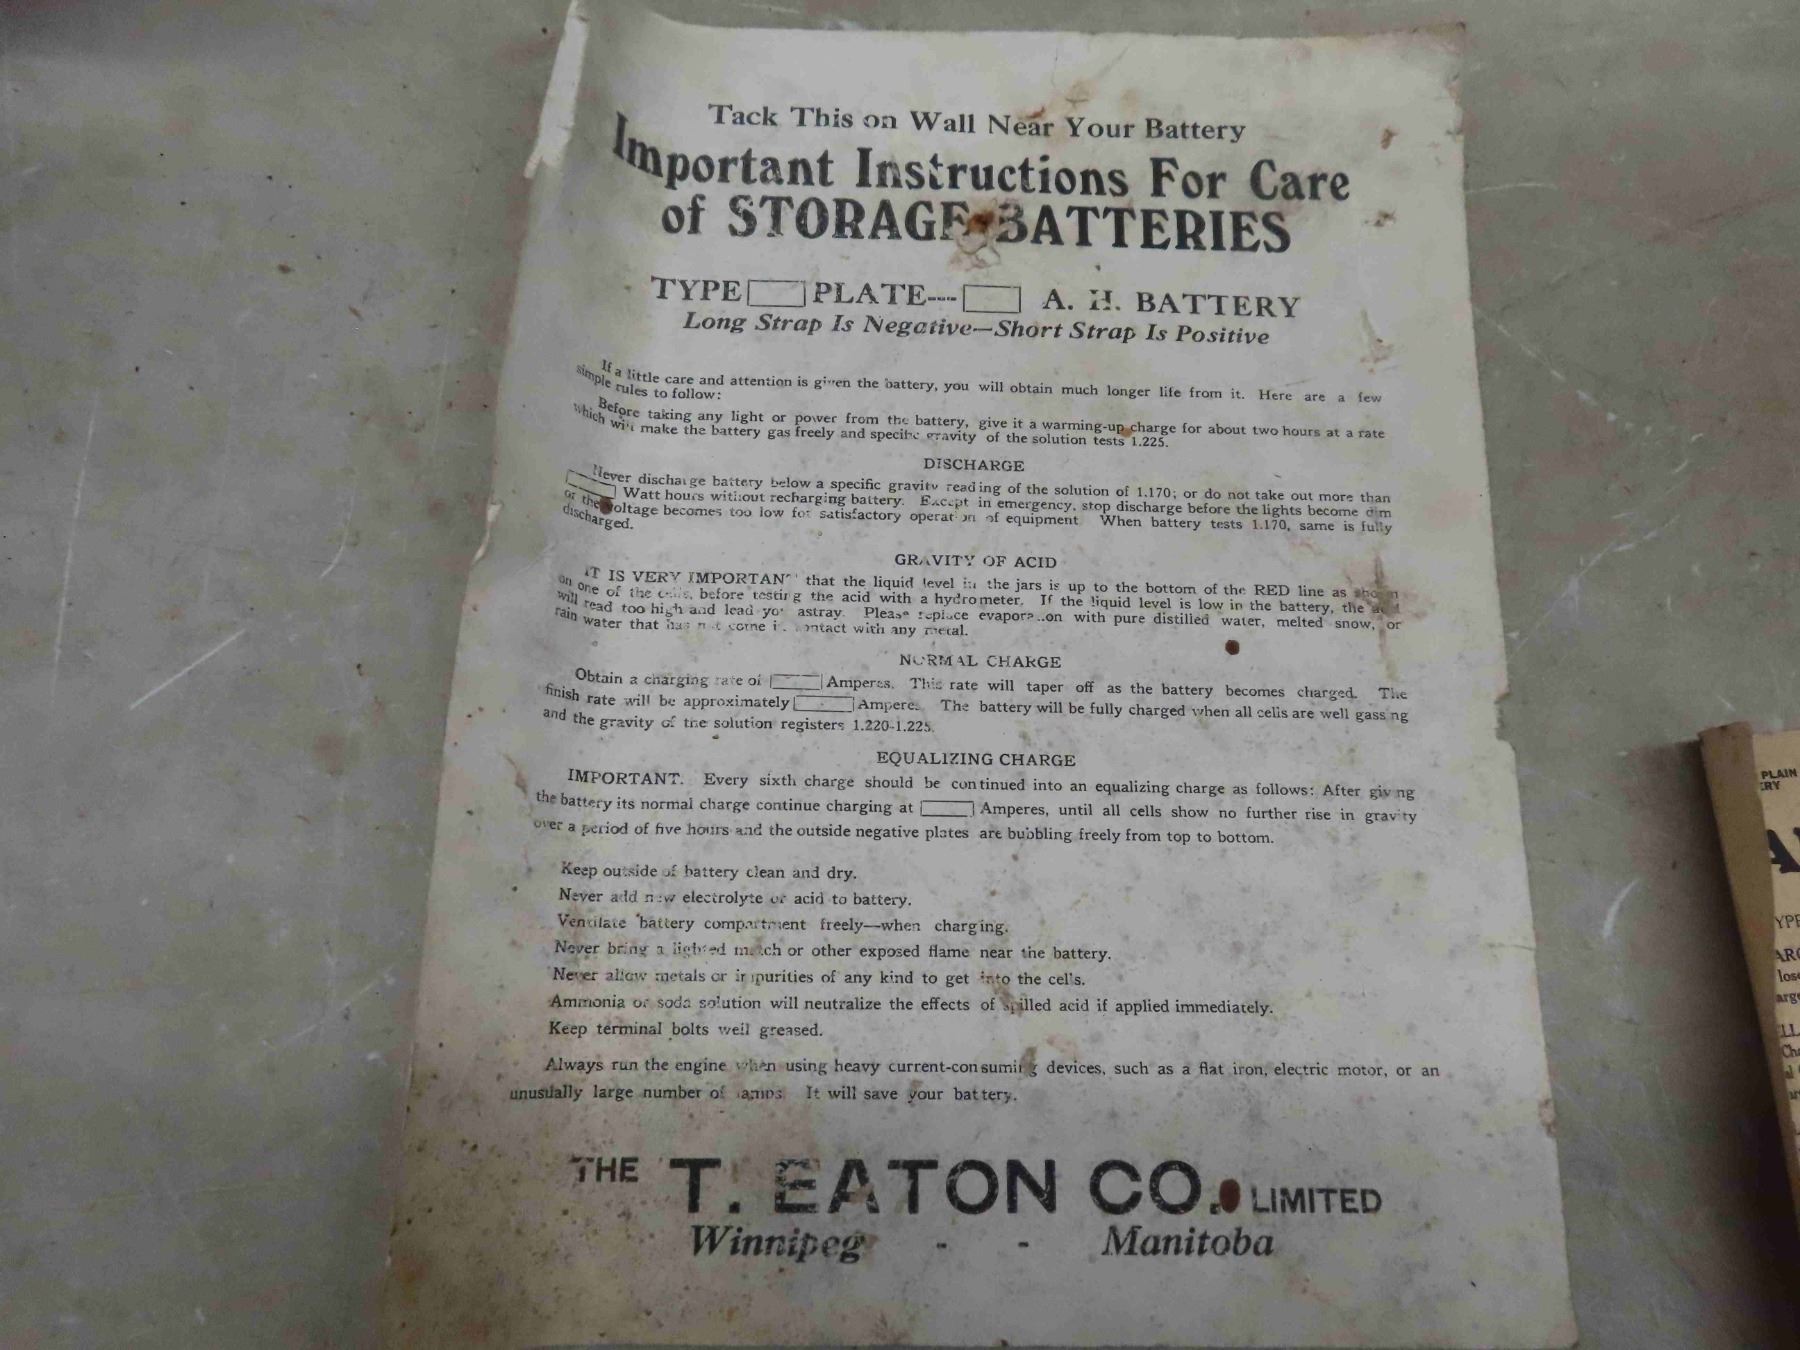 Tack This on Wall Near Your Battery
Important Instructions For Care
of STORAGE BATTERIES
TYPE PLATE---- A. H. BATTERY
Long Strap Is Negative—Short Strap Is Positive
If a little care and attention is given the battery, you will obtain much longer life from it. Here are a few
simple rules to follow:
Before taking any light or power from the battery, give it a warming-up charge for about two hours at a rate
which will make the battery gas freely and specific gravity of the solution tests 1.225.
DISCHARGE
Never discharge battery below a specific gravity reading of the solution of 1.170; or do not take out more than
Watt hours without recharging battery. Except in emergency, stop discharge before the lights become dim
or the voltage becomes too low for satisfactory operation of equipment When battery tests 1.170, same is fully
discharged.
GRAVITY OF ACID
IT IS VERY IMPORTANT that the liquid level in the jars is up to the bottom of the RED line as shown
on one of the cells, before testing the acid with a hydrometer. If the liquid level is low in the battery, the acid
will read too high and lead you astray. Please replace evaporation with pure distilled water, melted snow, or
rain water that has not come in contact with any metal.
NORMAL CHARGE
Obtain a charging rate of Amperes. This rate will taper off as the battery becomes charged. The
finish rate will be approximately Amperes. The battery will be fully charged when all cells are well gassing
and the gravity of the solution registers 1.220-1.225.
EQUALIZING CHARGE
IMPORTANT. Every sixth charge should be continued into an equalizing charge as follows: After giving
the battery its normal charge continue charging at Amperes, until all cells show no further rise in gravity
over a period of five hours and the outside negative plates are bubbling freely from top to bottom.
Keep outside of battery clean and dry.
Never add new electrolyte or acid to battery.
Ventilate battery compartment freely—when charging.
Never bring a lighted match or other exposed flame near the battery.
Never allow metals or impurities of any kind to get into the cells.
Ammonia or soda solution will neutralize the effects of spilled acid if applied immediately.
Keep terminal bolts well greased.
Always run the engine when using heavy current-consuming devices, such as a flat iron, electric motor, or an
unusually large number of lamps. It will save your battery.
THE T. EATON CO. LIMITED
Winnipeg - - Manitoba
PLAIN